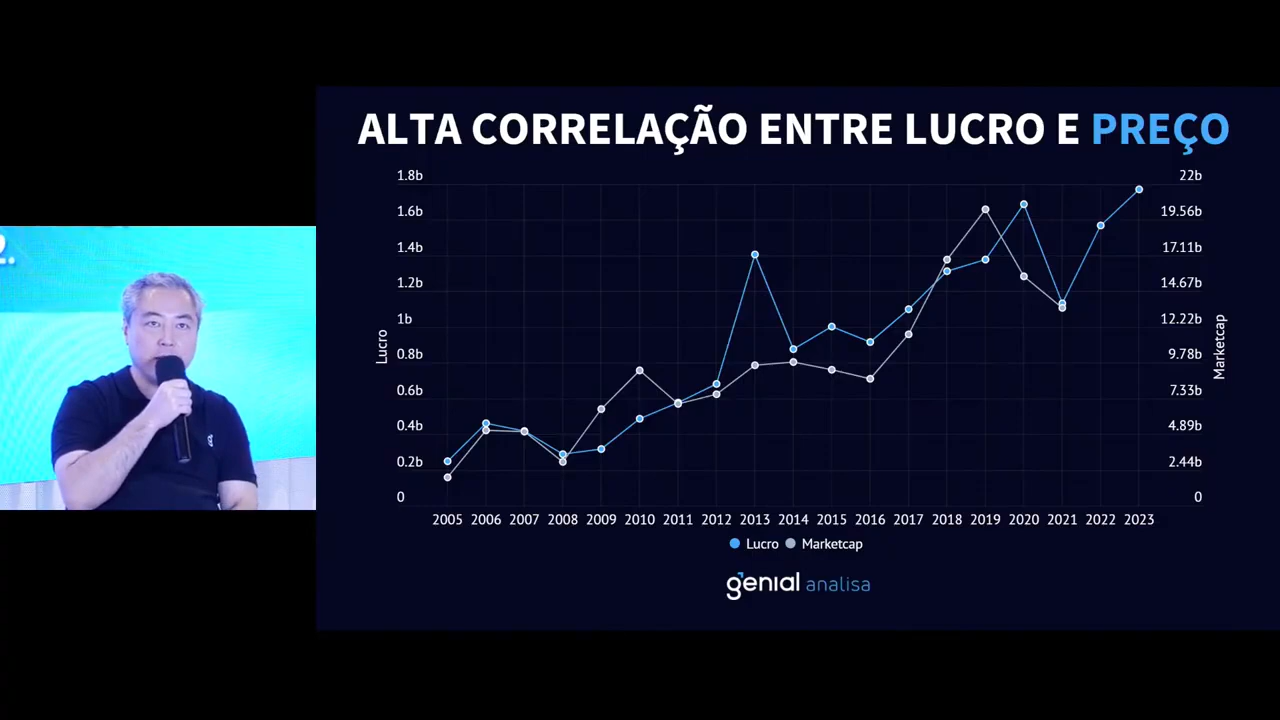 2.
ALTA CORRELAÇÃO ENTRE LUCRO E PREÇO
1.8b 22b
1.6b 19.56b
1.4b 17.11b
1.2b 14.67b
1b 12.22b
0.8b 9.78b
0.6b 7.33b
0.4b 4.89b
0.2b 2.44b
0 0
Lucro
Marketcap
2005 2006 2007 2008 2009 2010 2011 2012 2013 2014 2015 2016 2017 2018 2019 2020 2021 2022 2023
Lucro Marketcap
genial analisa